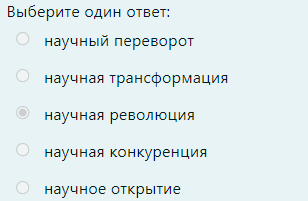 Выберите один ответ:
научный переворот
научная трансформация
научная революция
научная конкуренция
научное открытие